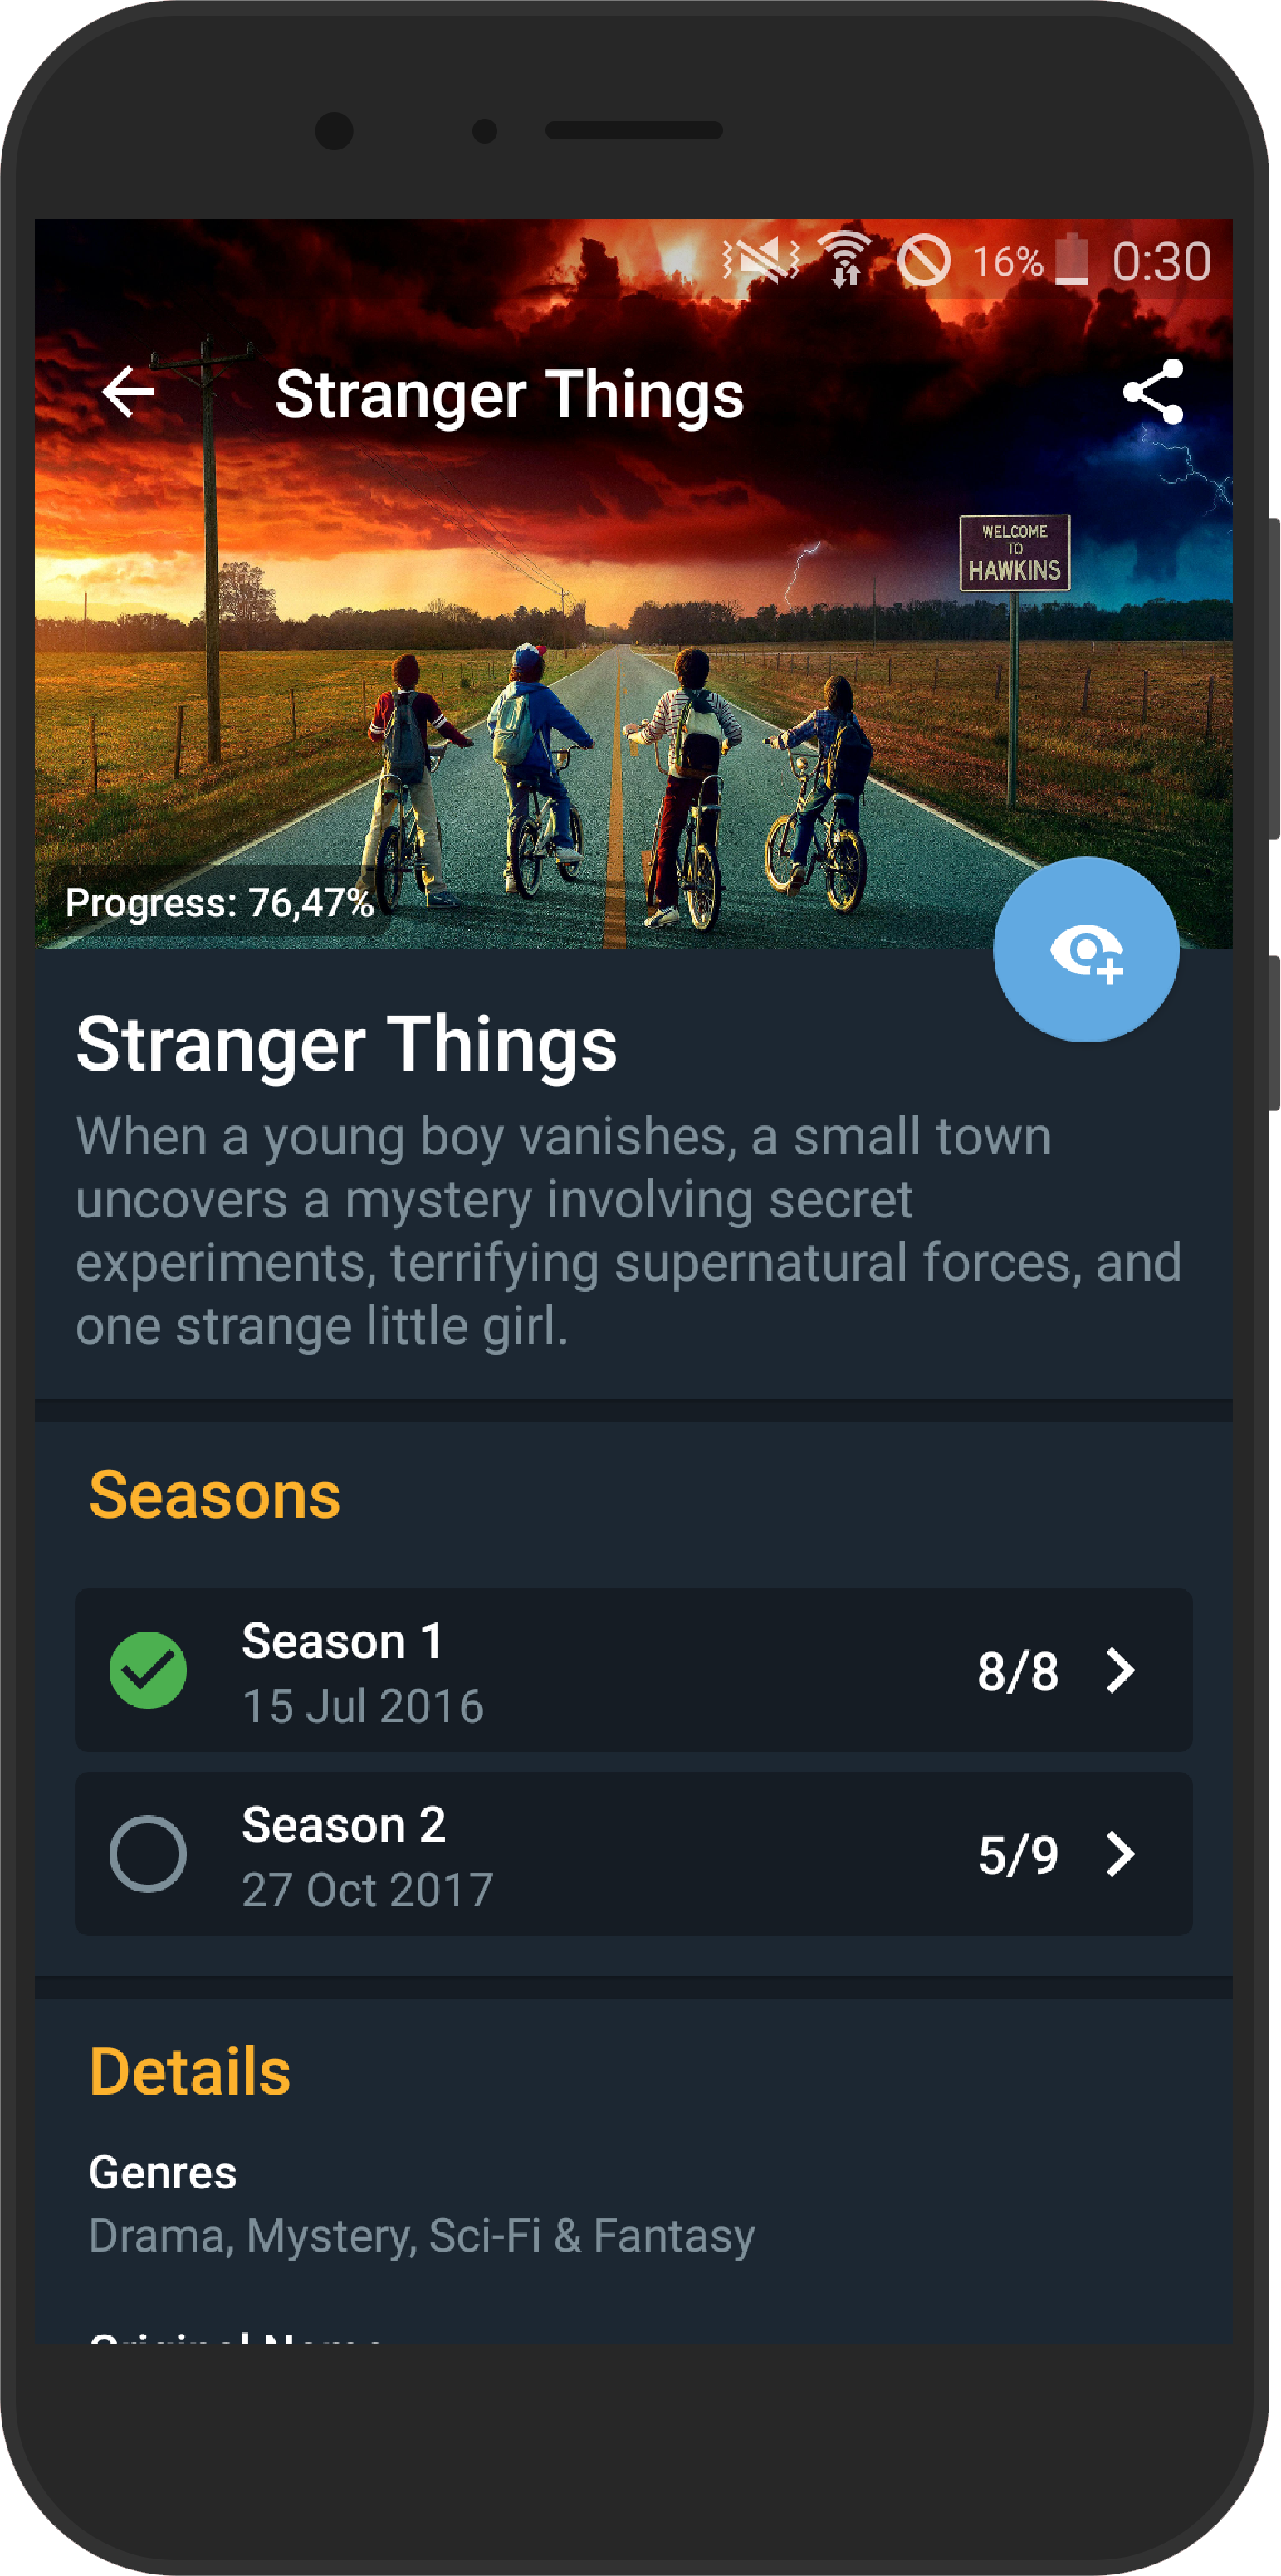 16% 0:30
Stranger Things
WELCOME
TO
HAWKINS
Progress: 76,47%
Stranger Things
When a young boy vanishes, a small town
uncovers a mystery involving secret
experiments, terrifying supernatural forces, and
one strange little girl.
Seasons
Season 1
15 Jul 2016
8/8
Season 2
27 Oct 2017
5/9
Details
Genres
Drama, Mystery, Sci-Fi & Fantasy
Original Name